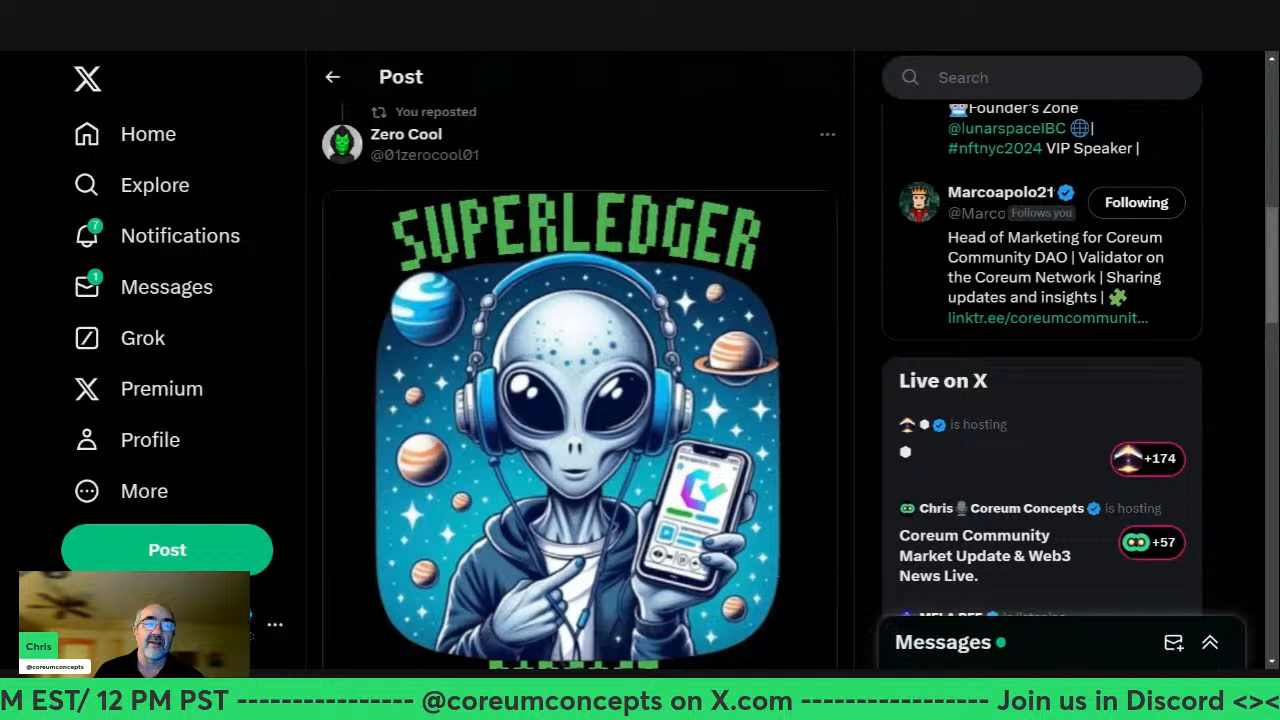 Home
Explore
7
Notifications
1
Messages
Grok
Premium
Profile
More
Post
Chris
@coreumconcepts
Post
You reposted
Zero Cool
@01zerocool01
SUPERLEDGER
Search
Founder's Zone
@lunarspaceIBC |
#nftnyc2024 VIP Speaker |
Marcoapolo21
@Marco Follows you
Following
Head of Marketing for Coreum
Community DAO | Validator on
the Coreum Network | Sharing
updates and insights |
linktr.ee/coreumcommunit...
Live on X
is hosting
+174
Chris Coreum Concepts is hosting
Coreum Community
Market Update & Web3
News Live.
+57
Messages
M EST/ 12 PM PST ---------------- @coreumconcepts on X.com ----------------- Join us in Discord <><